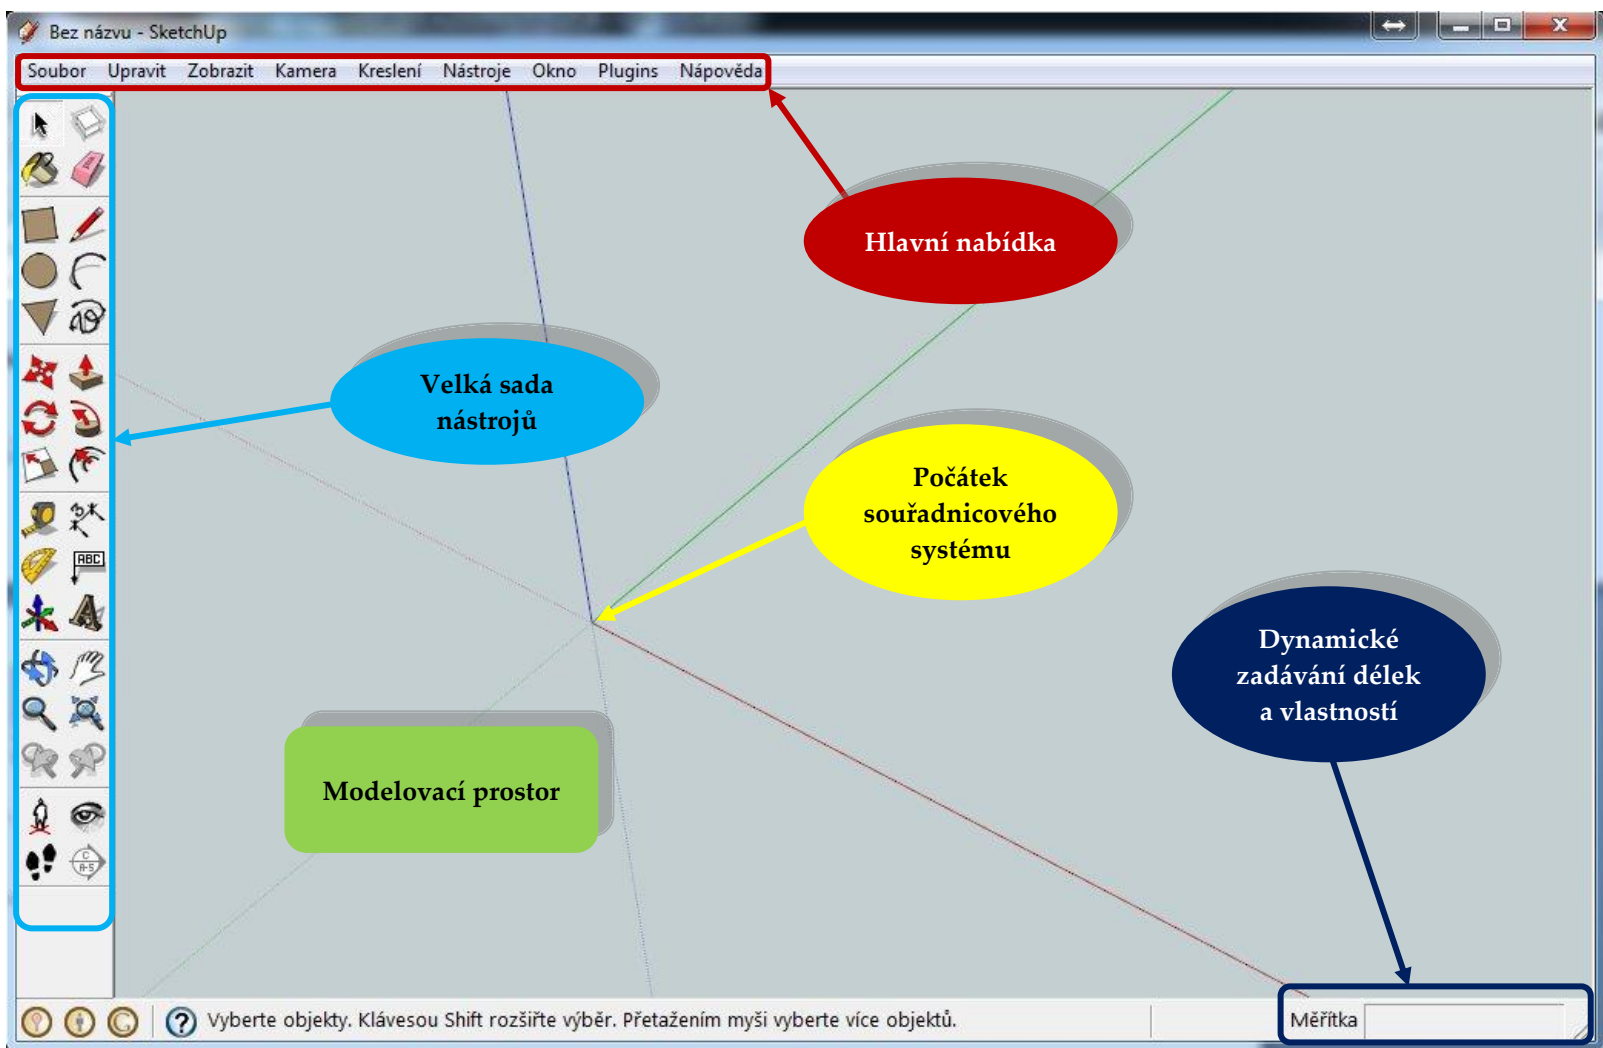 Bez názvu - SketchUp
Soubor Upravit Zobrazit Kamera Kreslení Nástroje Okno Plugins Nápověda
Hlavní nabídka
Velká sada
nástrojů
Počátek
souřadnicového
systému
ABC
Dynamické
zadávání délek
a vlastností
Modelovací prostor
C
A-5
Vyberte objekty. Klávesou Shift rozšiřte výběr. Přetažením myši vyberte více objektů.
Měřítka